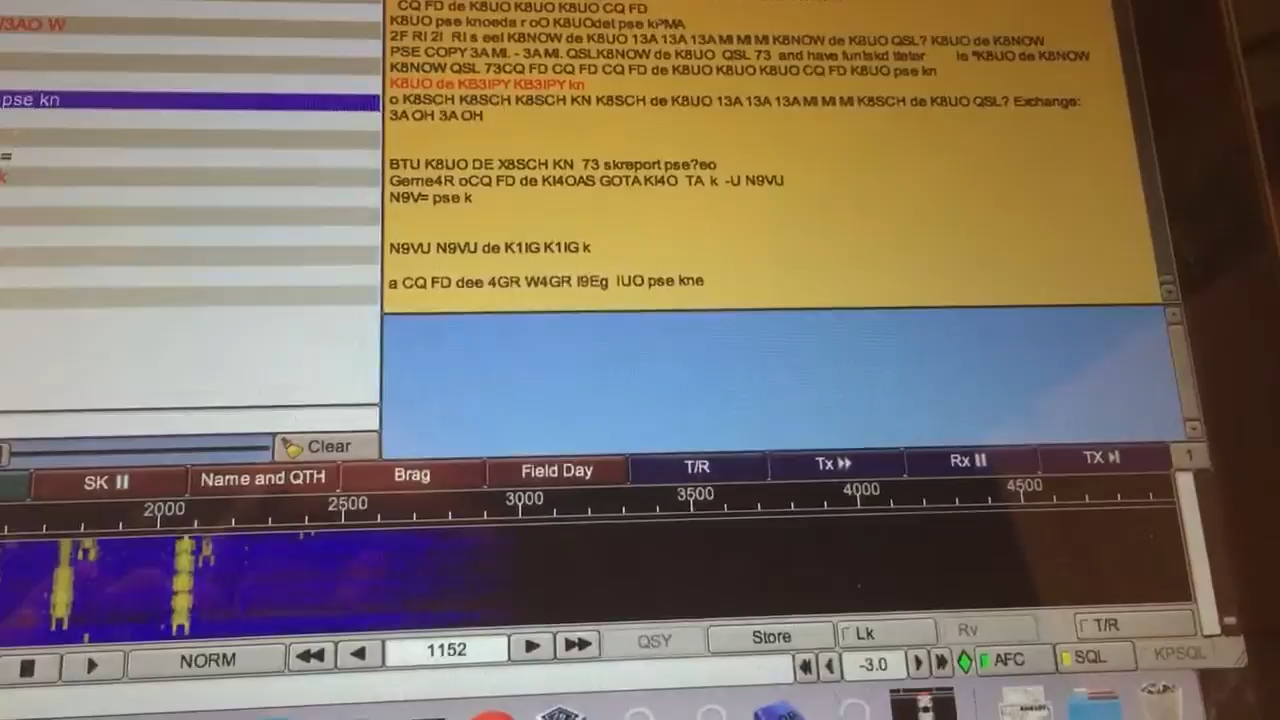 CQ FD de K8UO K8UO K8UO CQ FD
K8UO pse knoeda r oO K8UOdet pse k
2F RI 2I RI s eel K8NOW de K8UO 13A 13A 13A MI MI MI K8NOW de K8UO QSL? K8UO de K8NOW
PSE COPY 3A MI. - 3A MI. QSLK8NOW de K8UO QSL 73 and have de K8NOW
K8NOW QSL 73CQ FD CQ FD CQ FD de K8UO K8UO K8UO CQ FD K8UO pse kn
K8UO de KB3IPY KB3IPY kn
o K8SCH K8SCH K8SCH KN K8SCH de K8UO 13A 13A 13A MI MI MI K8SCH de K8UO QSL? Exchange:
3A OH 3A OH
BTU K8UO DE X8SCH KN 73 skreport pse?eo
Geme4R oCQ FD de KI4OAS GOTA KI4O TA k -U N9VU
N9V= pse k
N9VU N9VU de K1IG K1IG k
a CQ FD dee 4GR W4GR I9Eg IUO pse kne
V3AO W
pse kn
=
k
Clear
SK
Name and QTH
Brag
Field Day
T/R
Tx
Rx
TX
1
2000
2500
3000
3500
4000
4500
NORM
1152
QSY
Store
Lk
Rv
T/R
-3.0
AFC
SQL
KPSQL